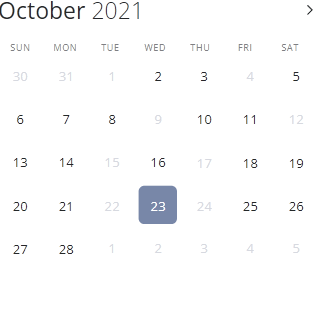 October 2021
SUN MON TUE WED THU FRI SAT
30 31 1 2 3 4 5
6 7 8 9 10 11 12
13 14 15 16 17 18 19
20 21 22 23 24 25 26
27 28 1 2 3 4 5